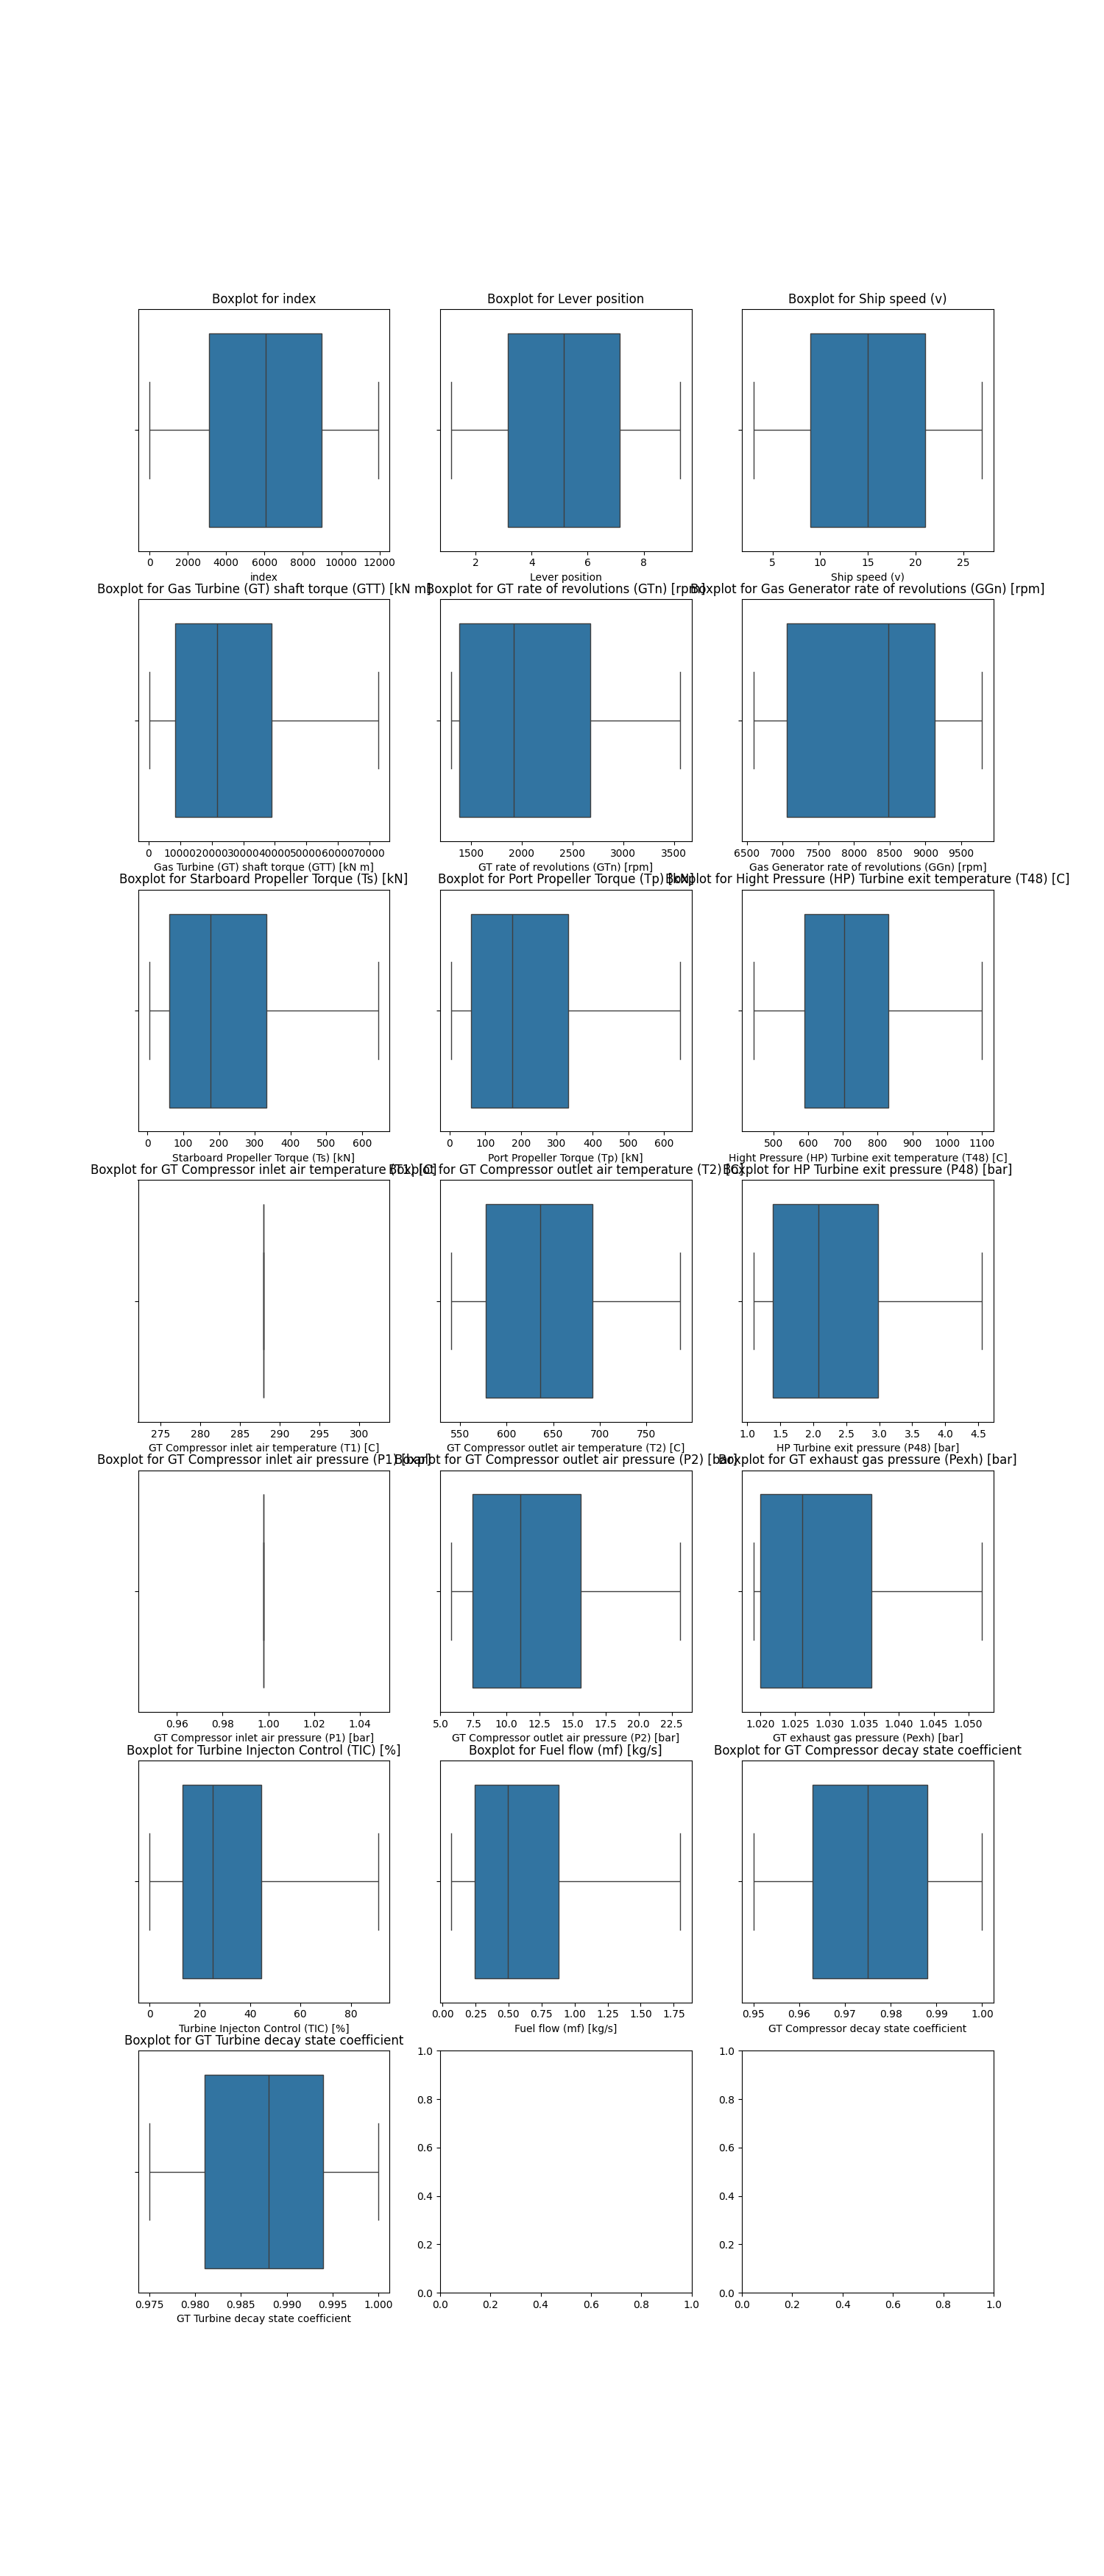 Boxplot for index Boxplot for Lever position Boxplot for Ship speed (v)
0 2000 4000 6000 8000 10000 12000 2 4 6 8 5 10 15 20 25
index Lever position Ship speed (v)
Boxplot for Gas Turbine (GT) shaft torque (GTT) [kN m] Boxplot for GT rate of revolutions (GTn) [rpm] Boxplot for Gas Generator rate of revolutions (GGn) [rpm]
0 10000 20000 30000 40000 50000 60000 70000 1500 2000 2500 3000 3500 6500 7000 7500 8000 8500 9000 9500
Gas Turbine (GT) shaft torque (GTT) [kN m] GT rate of revolutions (GTn) [rpm] Gas Generator rate of revolutions (GGn) [rpm]
Boxplot for Starboard Propeller Torque (Ts) [kN] Boxplot for Port Propeller Torque (Tp) [kN] Boxplot for Hight Pressure (HP) Turbine exit temperature (T48) [C]
0 100 200 300 400 500 600 0 100 200 300 400 500 600 500 600 700 800 900 1000 1100
Starboard Propeller Torque (Ts) [kN] Port Propeller Torque (Tp) [kN] Hight Pressure (HP) Turbine exit temperature (T48) [C]
Boxplot for GT Compressor inlet air temperature (T1) [C] Boxplot for GT Compressor outlet air temperature (T2) [C] Boxplot for HP Turbine exit pressure (P48) [bar]
275 280 285 290 295 300 550 600 650 700 750 1.0 1.5 2.0 2.5 3.0 3.5 4.0 4.5
GT Compressor inlet air temperature (T1) [C] GT Compressor outlet air temperature (T2) [C] HP Turbine exit pressure (P48) [bar]
Boxplot for GT Compressor inlet air pressure (P1) [bar] Boxplot for GT Compressor outlet air pressure (P2) [bar] Boxplot for GT exhaust gas pressure (Pexh) [bar]
0.96 0.98 1.00 1.02 1.04 5.0 7.5 10.0 12.5 15.0 17.5 20.0 22.5 1.020 1.025 1.030 1.035 1.040 1.045 1.050
GT Compressor inlet air pressure (P1) [bar] GT Compressor outlet air pressure (P2) [bar] GT exhaust gas pressure (Pexh) [bar]
Boxplot for Turbine Injecton Control (TIC) [%] Boxplot for Fuel flow (mf) [kg/s] Boxplot for GT Compressor decay state coefficient
0 20 40 60 80 0.00 0.25 0.50 0.75 1.00 1.25 1.50 1.75 0.95 0.96 0.97 0.98 0.99 1.00
Turbine Injecton Control (TIC) [%] Fuel flow (mf) [kg/s] GT Compressor decay state coefficient
Boxplot for GT Turbine decay state coefficient
1.0 1.0
0.8 0.8
0.6 0.6
0.4 0.4
0.2 0.2
0.0 0.0
0.975 0.980 0.985 0.990 0.995 1.000 0.0 0.2 0.4 0.6 0.8 1.0 0.0 0.2 0.4 0.6 0.8 1.0
GT Turbine decay state coefficient